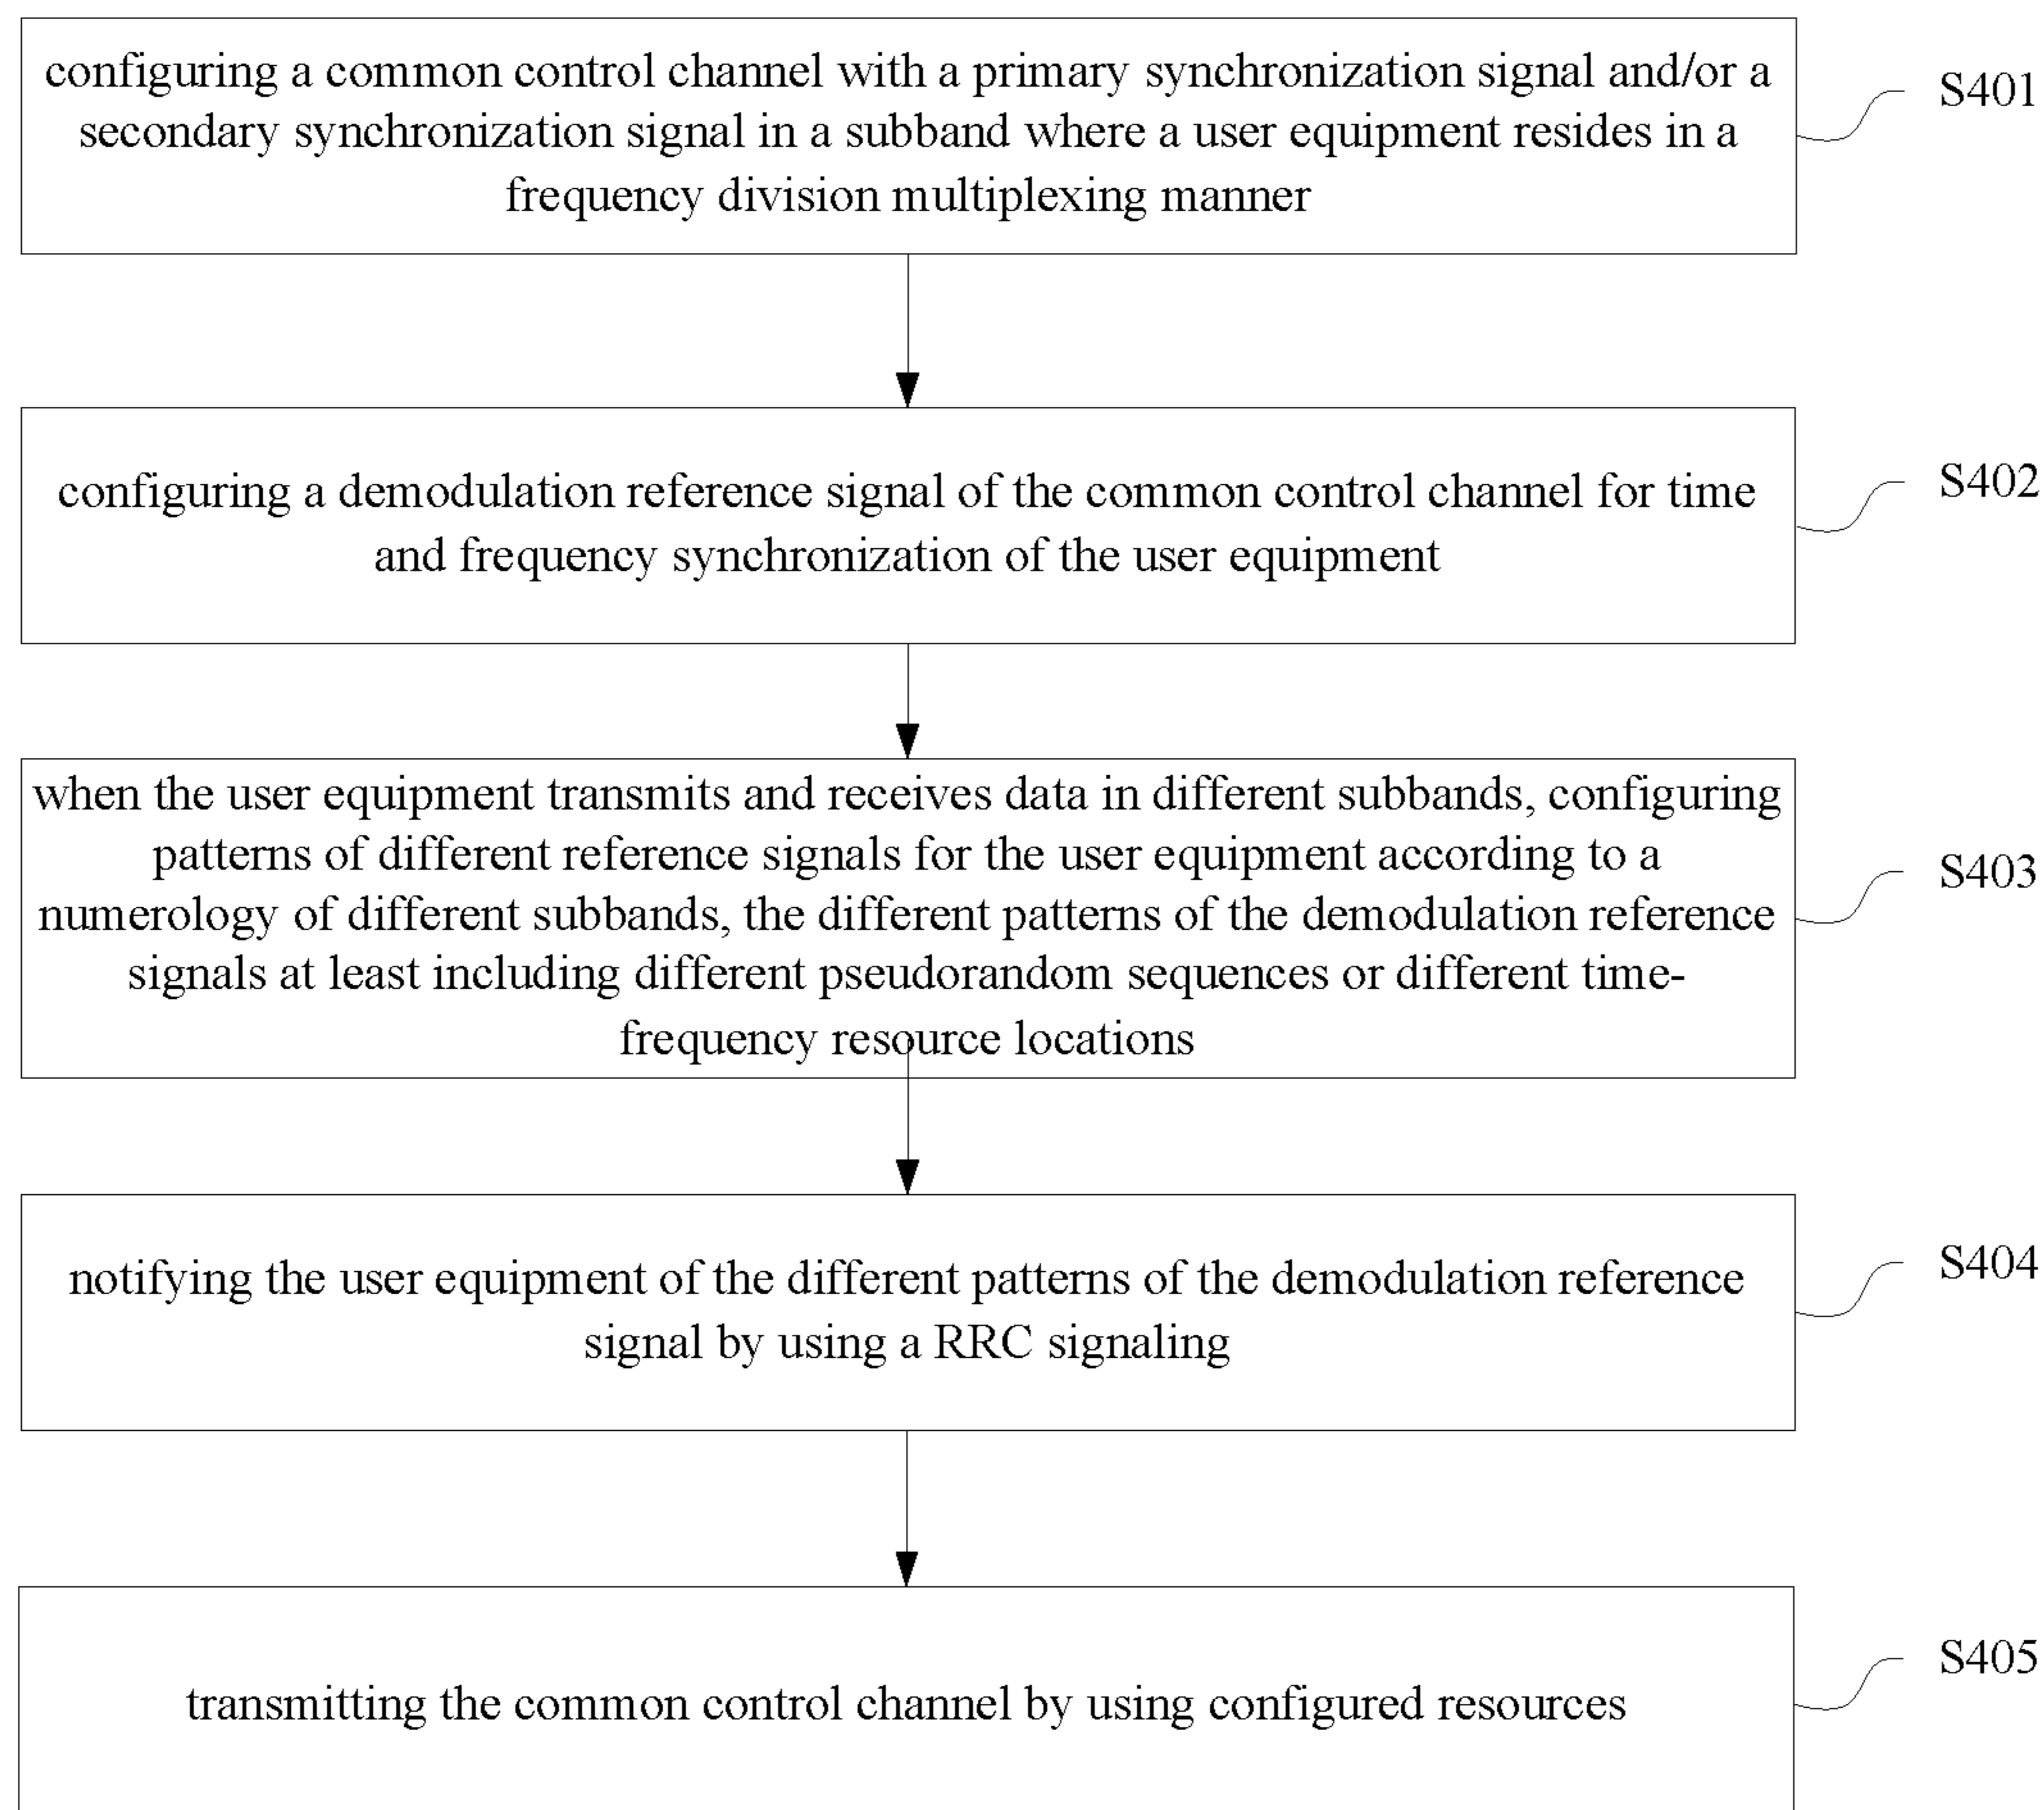 configuring a common control channel with a primary synchronization signal and/or a
secondary synchronization signal in a subband where a user equipment resides in a
frequency division multiplexing manner
S401
configuring a demodulation reference signal of the common control channel for time
and frequency synchronization of the user equipment
S402
when the user equipment transmits and receives data in different subbands, configuring
patterns of different reference signals for the user equipment according to a
numerology of different subbands, the different patterns of the demodulation reference
signals at least including different pseudorandom sequences or different time-
frequency resource locations
S403
notifying the user equipment of the different patterns of the demodulation reference
signal by using a RRC signaling
S404
transmitting the common control channel by using configured resources
S405